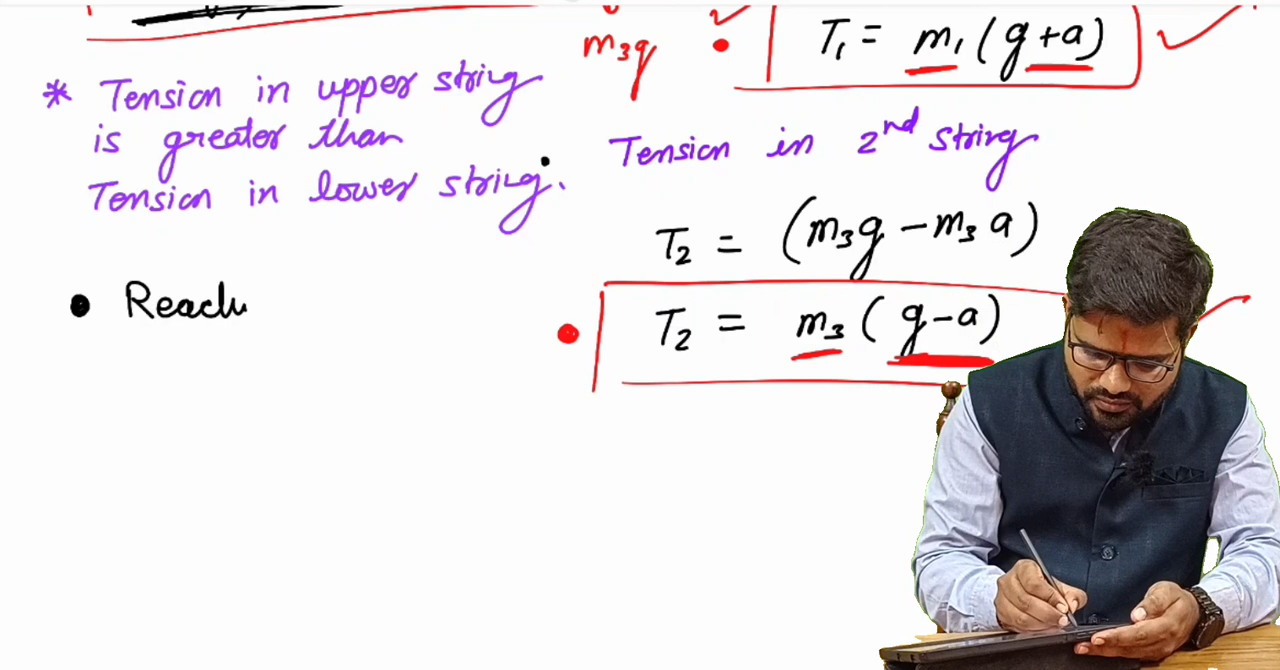 m₃g
T₁ = m₁ (g + a)
* Tension in upper string
is greater than
Tension in lower string.
Tension in 2nd string
T₂ = (m₃g − m₃ a)
T₂ = m₃ (g − a)
• Reach